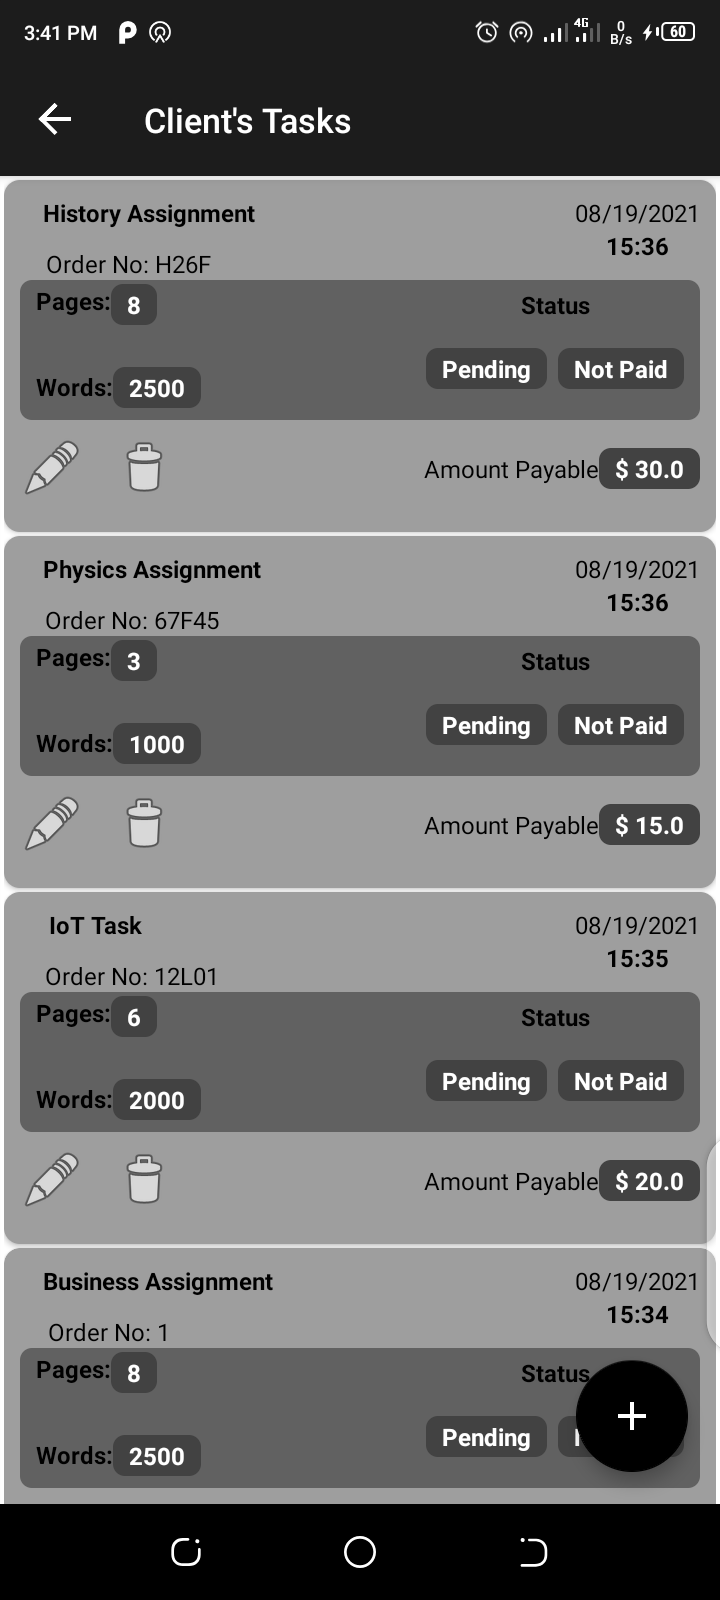 3:41 PM
4G
0
B/s
60
Client's Tasks
History Assignment
08/19/2021
15:36
Order No: H26F
Pages: 8
Status
Pending Not Paid
Words: 2500
Amount Payable $ 30.0
Physics Assignment
08/19/2021
15:36
Order No: 67F45
Pages: 3
Status
Pending Not Paid
Words: 1000
Amount Payable $ 15.0
IoT Task
08/19/2021
15:35
Order No: 12L01
Pages: 6
Status
Pending Not Paid
Words: 2000
Amount Payable $ 20.0
Business Assignment
08/19/2021
15:34
Order No: 1
Pages: 8
Status
Pending
Words: 2500